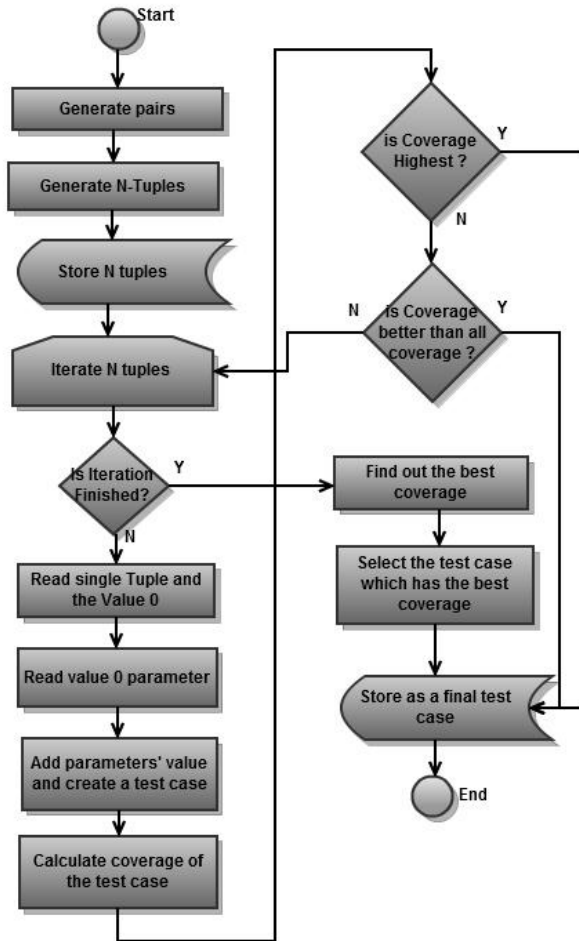 Start
Generate pairs
Generate N-Tuples
Store N tuples
Iterate N tuples
Is Iteration
Finished?
Y
N
Read single Tuple and
the Value 0
Read value 0 parameter
Add parameters' value
and create a test case
Calculate coverage of
the test case
is Coverage
Highest ?
Y
N
is Coverage
better than all
coverage ?
N
Y
Find out the best
coverage
Select the test case
which has the best
coverage
Store as a final test
case
End